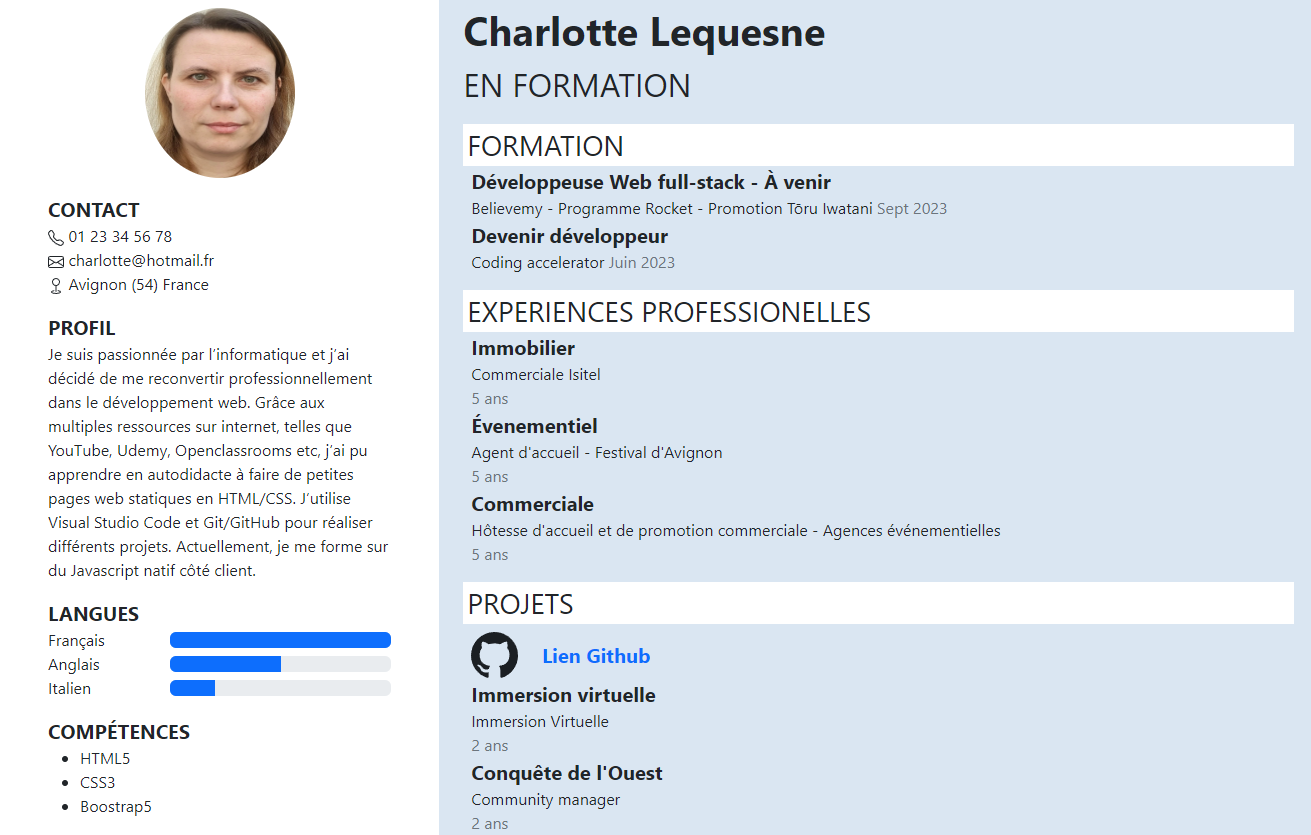 CONTACT
01 23 34 56 78
charlotte@hotmail.fr
Avignon (54) France
PROFIL
Je suis passionnée par l'informatique et j'ai
décidé de me reconvertir professionnellement
dans le développement web. Grâce aux
multiples ressources sur internet, telles que
YouTube, Udemy, Openclassrooms etc, j'ai pu
apprendre en autodidacte à faire de petites
pages web statiques en HTML/CSS. J'utilise
Visual Studio Code et Git/GitHub pour réaliser
différents projets. Actuellement, je me forme sur
du Javascript natif côté client.
LANGUES
Français
Anglais
Italien
COMPÉTENCES
• HTML5
• CSS3
• Boostrap5
Charlotte Lequesne
EN FORMATION
FORMATION
Développeuse Web full-stack - À venir
Believemy - Programme Rocket - Promotion Tōru Iwatani Sept 2023
Devenir développeur
Coding accelerator Juin 2023
EXPERIENCES PROFESSIONELLES
Immobilier
Commerciale Isitel
5 ans
Évenementiel
Agent d'accueil - Festival d'Avignon
5 ans
Commerciale
Hôtesse d'accueil et de promotion commerciale - Agences événementielles
5 ans
PROJETS
Lien Github
Immersion virtuelle
Immersion Virtuelle
2 ans
Conquête de l'Ouest
Community manager
2 ans